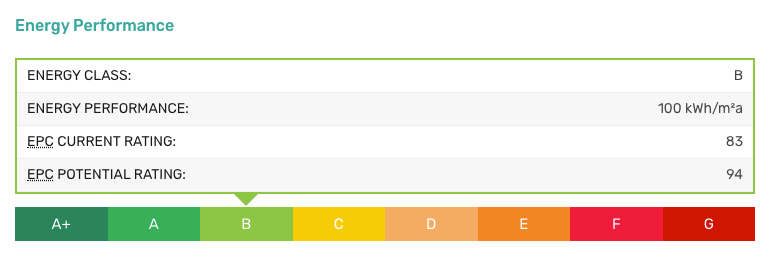 Energy Performance
ENERGY CLASS: B
ENERGY PERFORMANCE: 100 kWh/m²a
EPC CURRENT RATING: 83
EPC POTENTIAL RATING: 94
A+ A B C D E F G